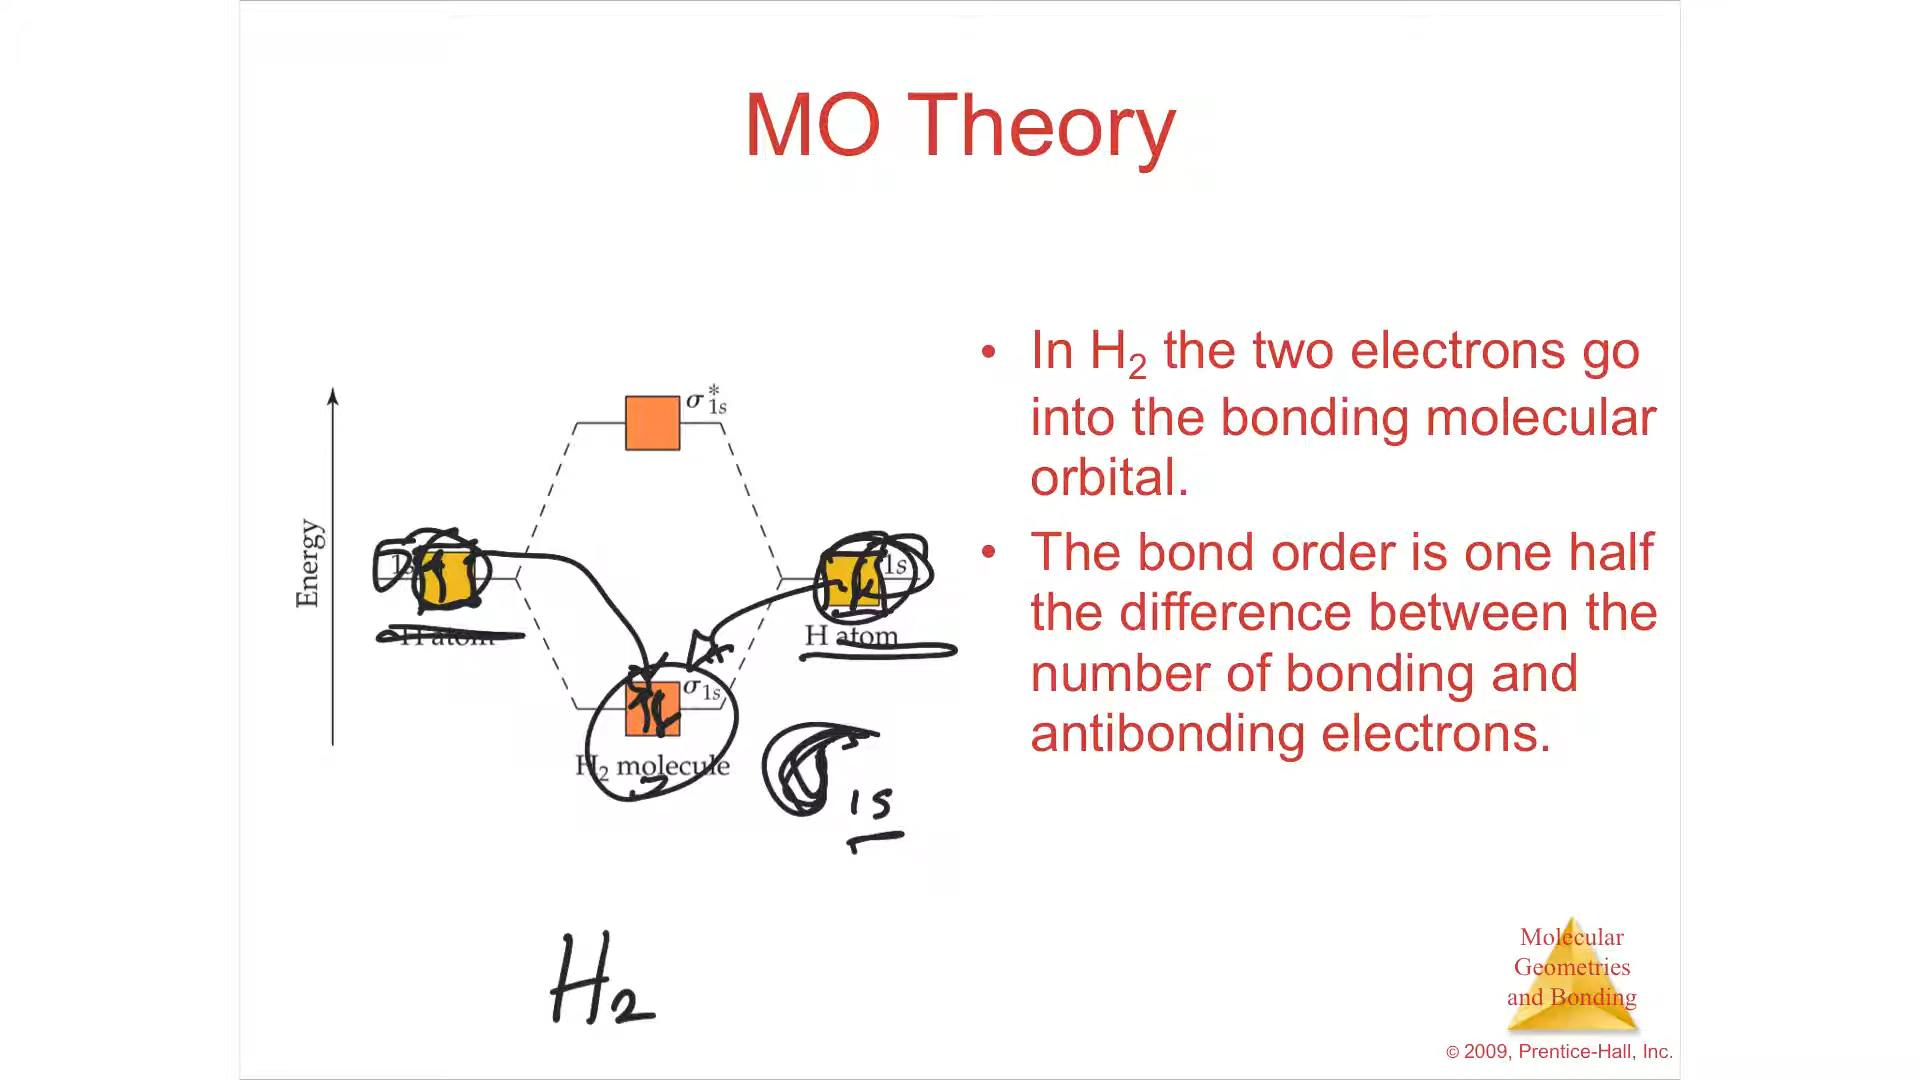 MO Theory
• In H₂ the two electrons go
into the bonding molecular
orbital.
• The bond order is one half
the difference between the
number of bonding and
antibonding electrons.
Energy
σ*1s
1s
1s
H atom
H atom
σ1s
H₂ molecule
σ1s
H₂
Molecular
Geometries
and Bonding
© 2009, Prentice-Hall, Inc.